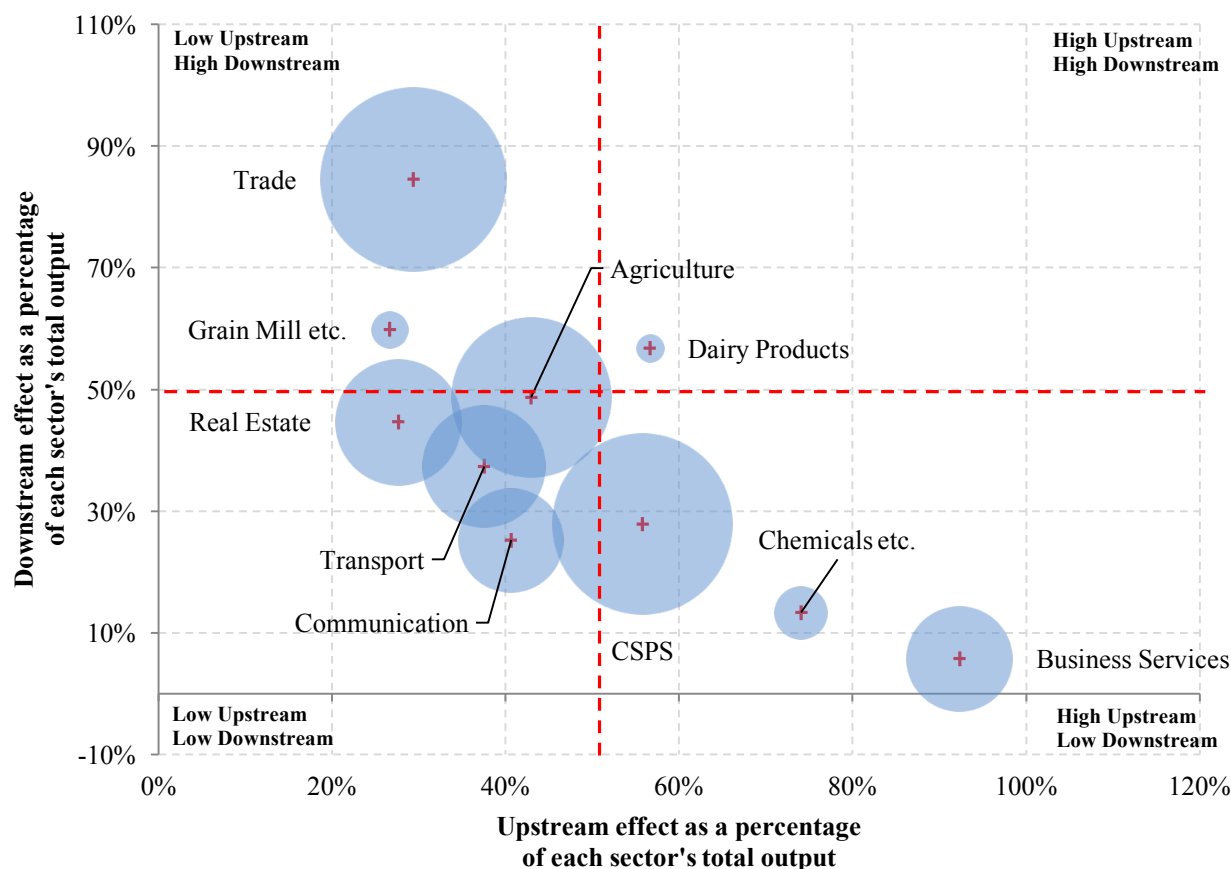 110%
90%
70%
50%
30%
10%
-10%
Downstream effect as a percentage
of each sector's total output
Low Upstream
High Downstream
High Upstream
High Downstream
Trade
Agriculture
Grain Mill etc.
Dairy Products
Real Estate
Transport
Chemicals etc.
Communication
CSPS
Business Services
Low Upstream
Low Downstream
High Upstream
Low Downstream
0%
20%
40%
60%
80%
100%
120%
Upstream effect as a percentage
of each sector's total output